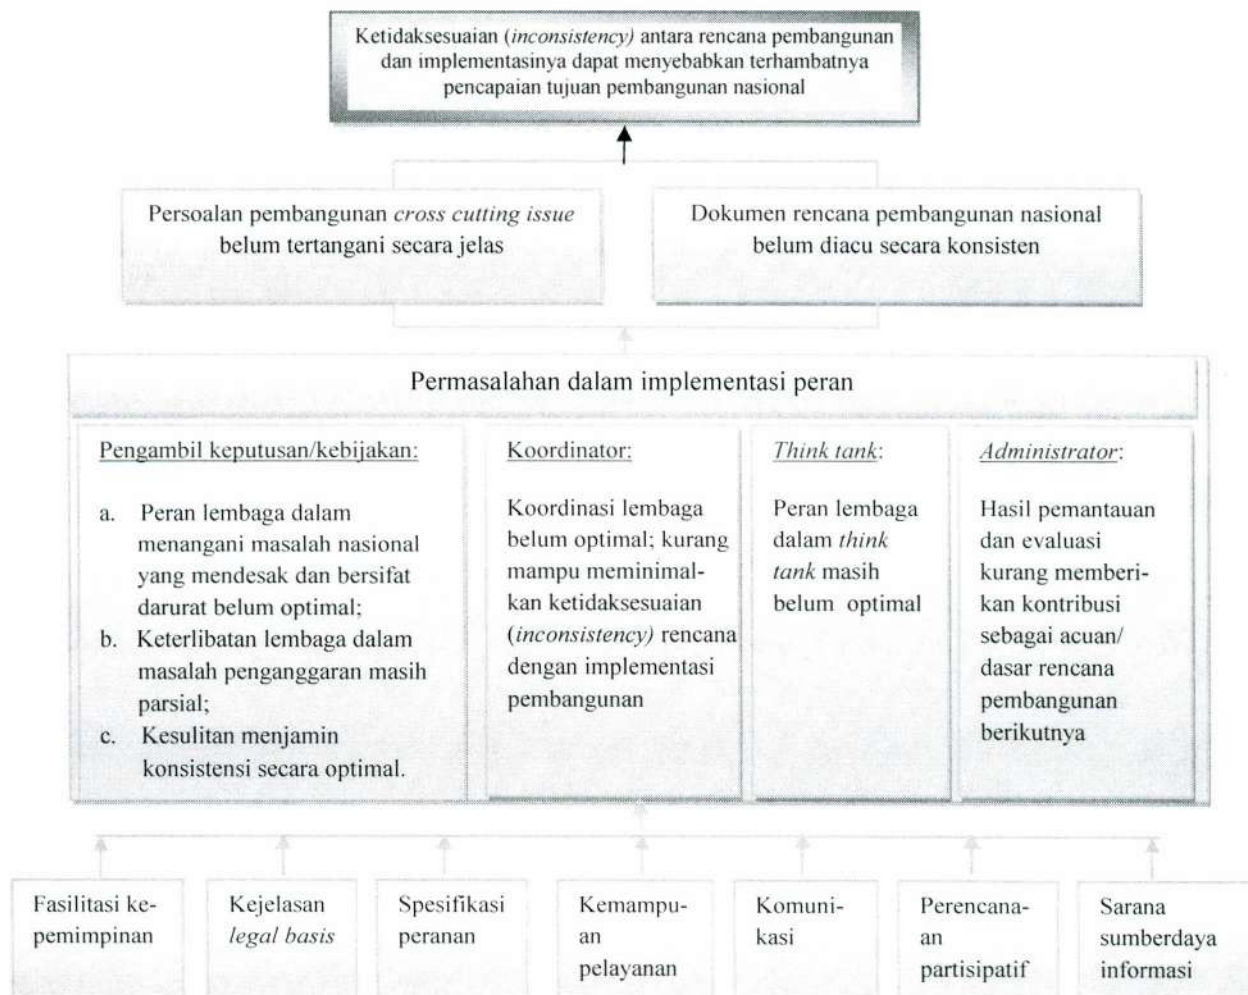 Ketidaksesuaian (inconsistency) antara rencana pembangunan
dan implementasinya dapat menyebabkan terhambatnya
pencapaian tujuan pembangunan nasional
Persoalan pembangunan cross cutting issue
belum tertangani secara jelas
Dokumen rencana pembangunan nasional
belum diacu secara konsisten
Permasalahan dalam implementasi peran
Pengambil keputusan/kebijakan:
a. Peran lembaga dalam
menangani masalah nasional
yang mendesak dan bersifat
darurat belum optimal;
b. Keterlibatan lembaga dalam
masalah penganggaran masih
parsial;
c. Kesulitan menjamin
konsistensi secara optimal.
Koordinator:
Koordinasi lembaga
belum optimal; kurang
mampu meminimal-
kan ketidaksesuaian
(inconsistency) rencana
dengan implementasi
pembangunan
Think tank:
Peran lembaga
dalam think
tank masih
belum optimal
Administrator:
Hasil pemantauan
dan evaluasi
kurang memberi-
kan kontribusi
sebagai acuan/
dasar rencana
pembangunan
berikutnya
Fasilitasi ke-
pemimpinan
Kejelasan
legal basis
Spesifikasi
peranan
Kemampu-
an
pelayanan
Komuni-
kasi
Perencana-
an
partisipatif
Sarana
sumberdaya
informasi